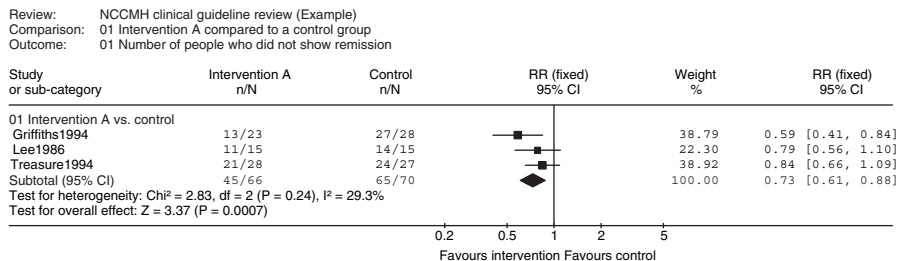 Review: NCCMH clinical guideline review (Example)
Comparison: 01 Intervention A compared to a control group
Outcome: 01 Number of people who did not show remission
Study Intervention A Control RR (fixed) Weight RR (fixed)
or sub-category n/N n/N 95% CI % 95% CI
01 Intervention A vs. control
Griffiths1994 13/23 27/28 38.79 0.59 [0.41, 0.84]
Lee1986 11/15 14/15 22.30 0.79 [0.56, 1.10]
Treasure1994 21/28 24/27 38.92 0.84 [0.66, 1.09]
Subtotal (95% CI) 45/66 65/70 100.00 0.73 [0.61, 0.88]
Test for heterogeneity: Chi² = 2.83, df = 2 (P = 0.24), I² = 29.3%
Test for overall effect: Z = 3.37 (P = 0.0007)
0.2 0.5 1 2 5
Favours intervention Favours control